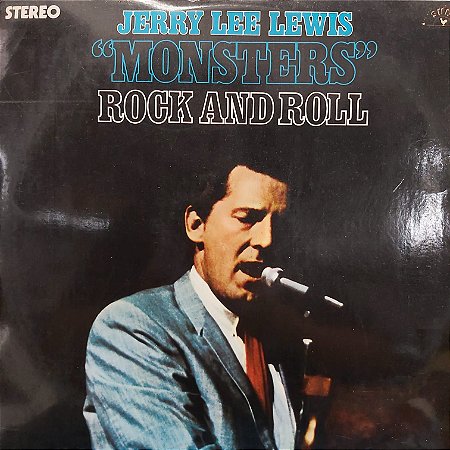 STEREO
JERRY LEE LEWIS
“MONSTERS”
ROCK AND ROLL